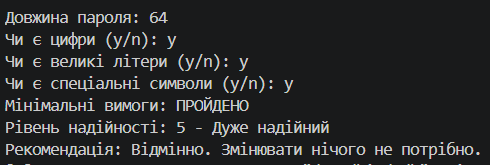 Довжина пароля: 64
Чи є цифри (y/n): y
Чи є великі літери (y/n): y
Чи є спеціальні символи (y/n): y
Мінімальні вимоги: ПРОЙДЕНО
Рівень надійності: 5 - Дуже надійний
Рекомендація: Відмінно. Змінювати нічого не потрібно.